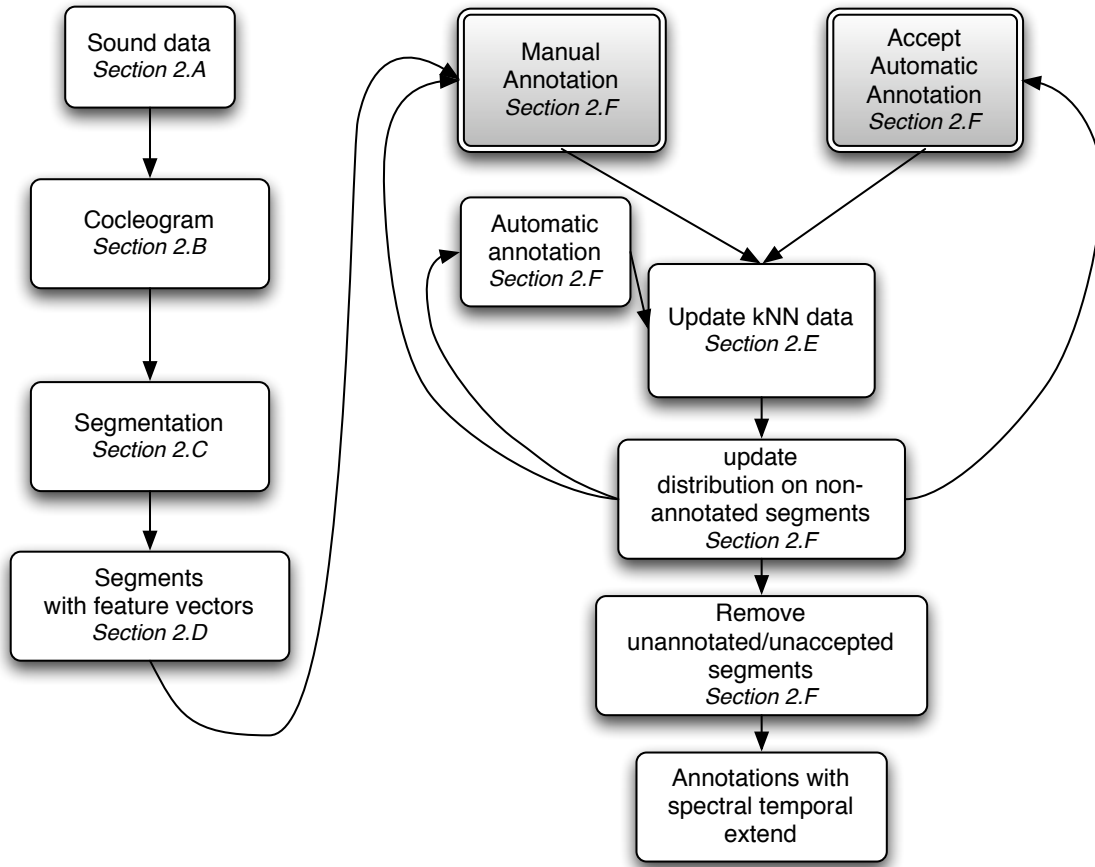 Sound data
Section 2.A
Cocleogram
Section 2.B
Segmentation
Section 2.C
Segments
with feature vectors
Section 2.D
Manual
Annotation
Section 2.F
Accept
Automatic
Annotation
Section 2.F
Automatic
annotation
Section 2.F
Update kNN data
Section 2.E
update
distribution on non-
annotated segments
Section 2.F
Remove
unannotated/unaccepted
segments
Section 2.F
Annotations with
spectral temporal
extend